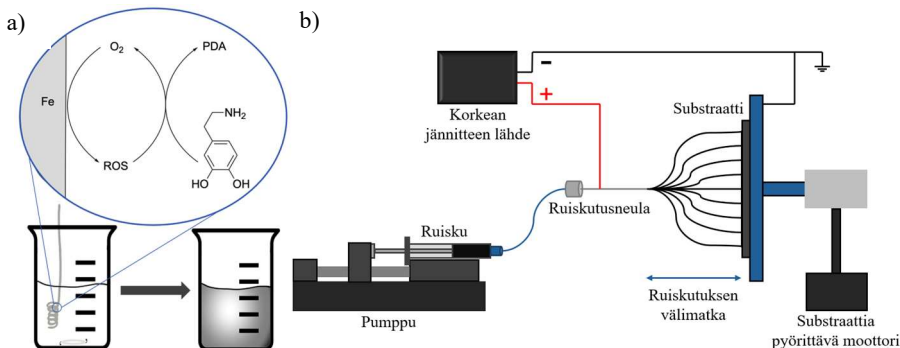 a)
O2
PDA
Fe
NH2
ROS
HO
OH
b)
-
+
Korkean
jännitteen lähde
Substraatti
Ruiskutusneula
Ruisku
Pumppu
Ruiskutuksen
välimatka
Substraattia
pyörittävä moottori